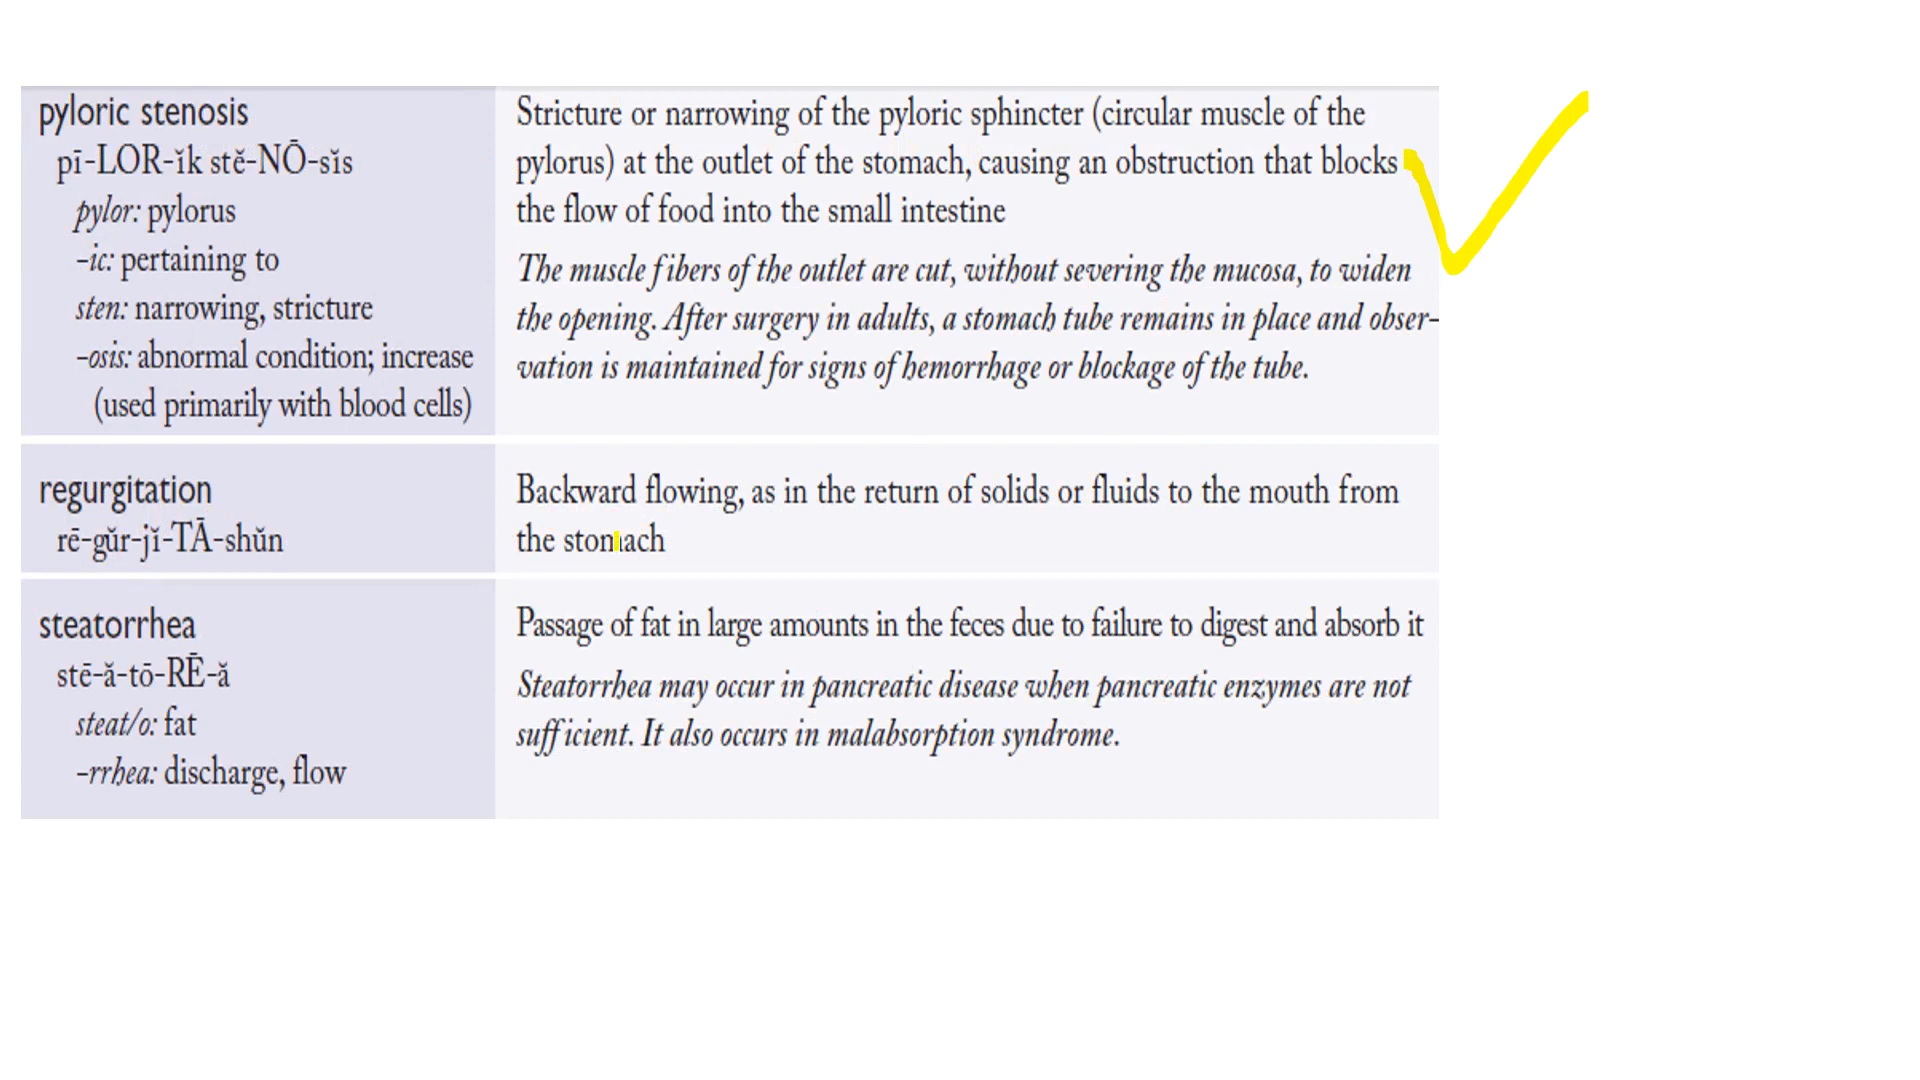 pyloric stenosis
pī-LOR-ĭk stĕ-NŌ-sĭs
pylor: pylorus
-ic: pertaining to
sten: narrowing, stricture
-osis: abnormal condition; increase
(used primarily with blood cells)
Stricture or narrowing of the pyloric sphincter (circular muscle of the
pylorus) at the outlet of the stomach, causing an obstruction that blocks
the flow of food into the small intestine
The muscle fibers of the outlet are cut, without severing the mucosa, to widen
the opening. After surgery in adults, a stomach tube remains in place and obser-
vation is maintained for signs of hemorrhage or blockage of the tube.
regurgitation
rē-gŭr-jĭ-TĀ-shŭn
Backward flowing, as in the return of solids or fluids to the mouth from
the stomach
steatorrhea
stē-ă-tō-RĒ-ă
steat/o: fat
-rrhea: discharge, flow
Passage of fat in large amounts in the feces due to failure to digest and absorb it
Steatorrhea may occur in pancreatic disease when pancreatic enzymes are not
sufficient. It also occurs in malabsorption syndrome.